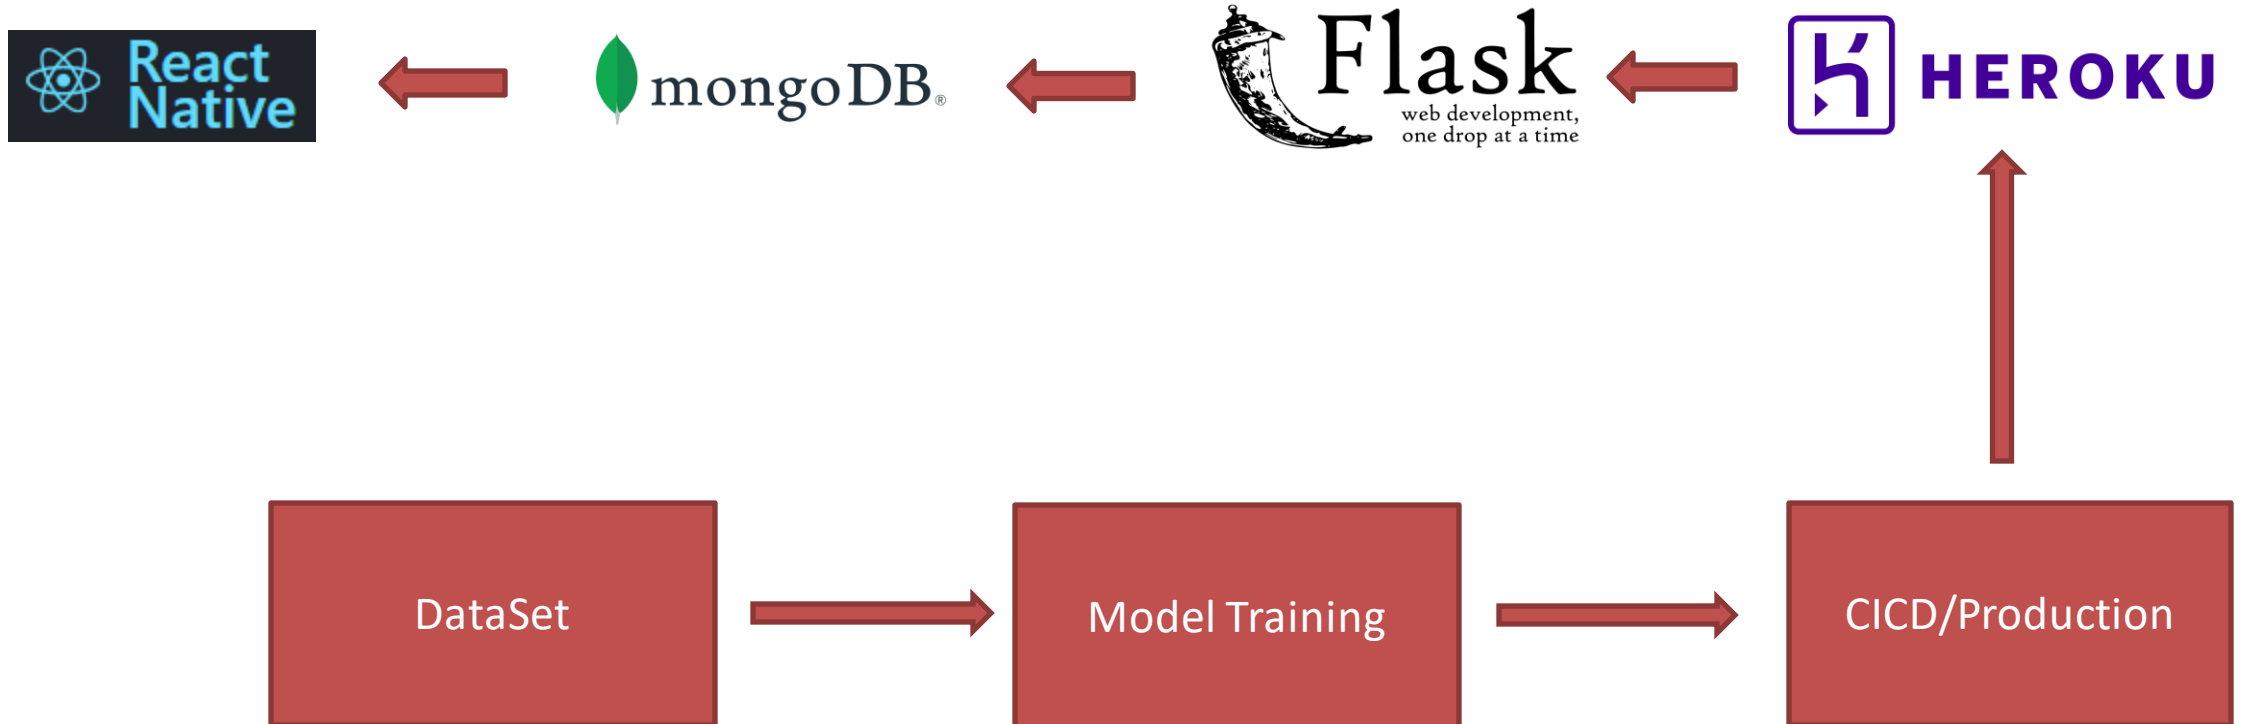 React
Native
mongoDB®
Flask
web development,
one drop at a time
HEROKU
DataSet
Model Training
CICD/Production